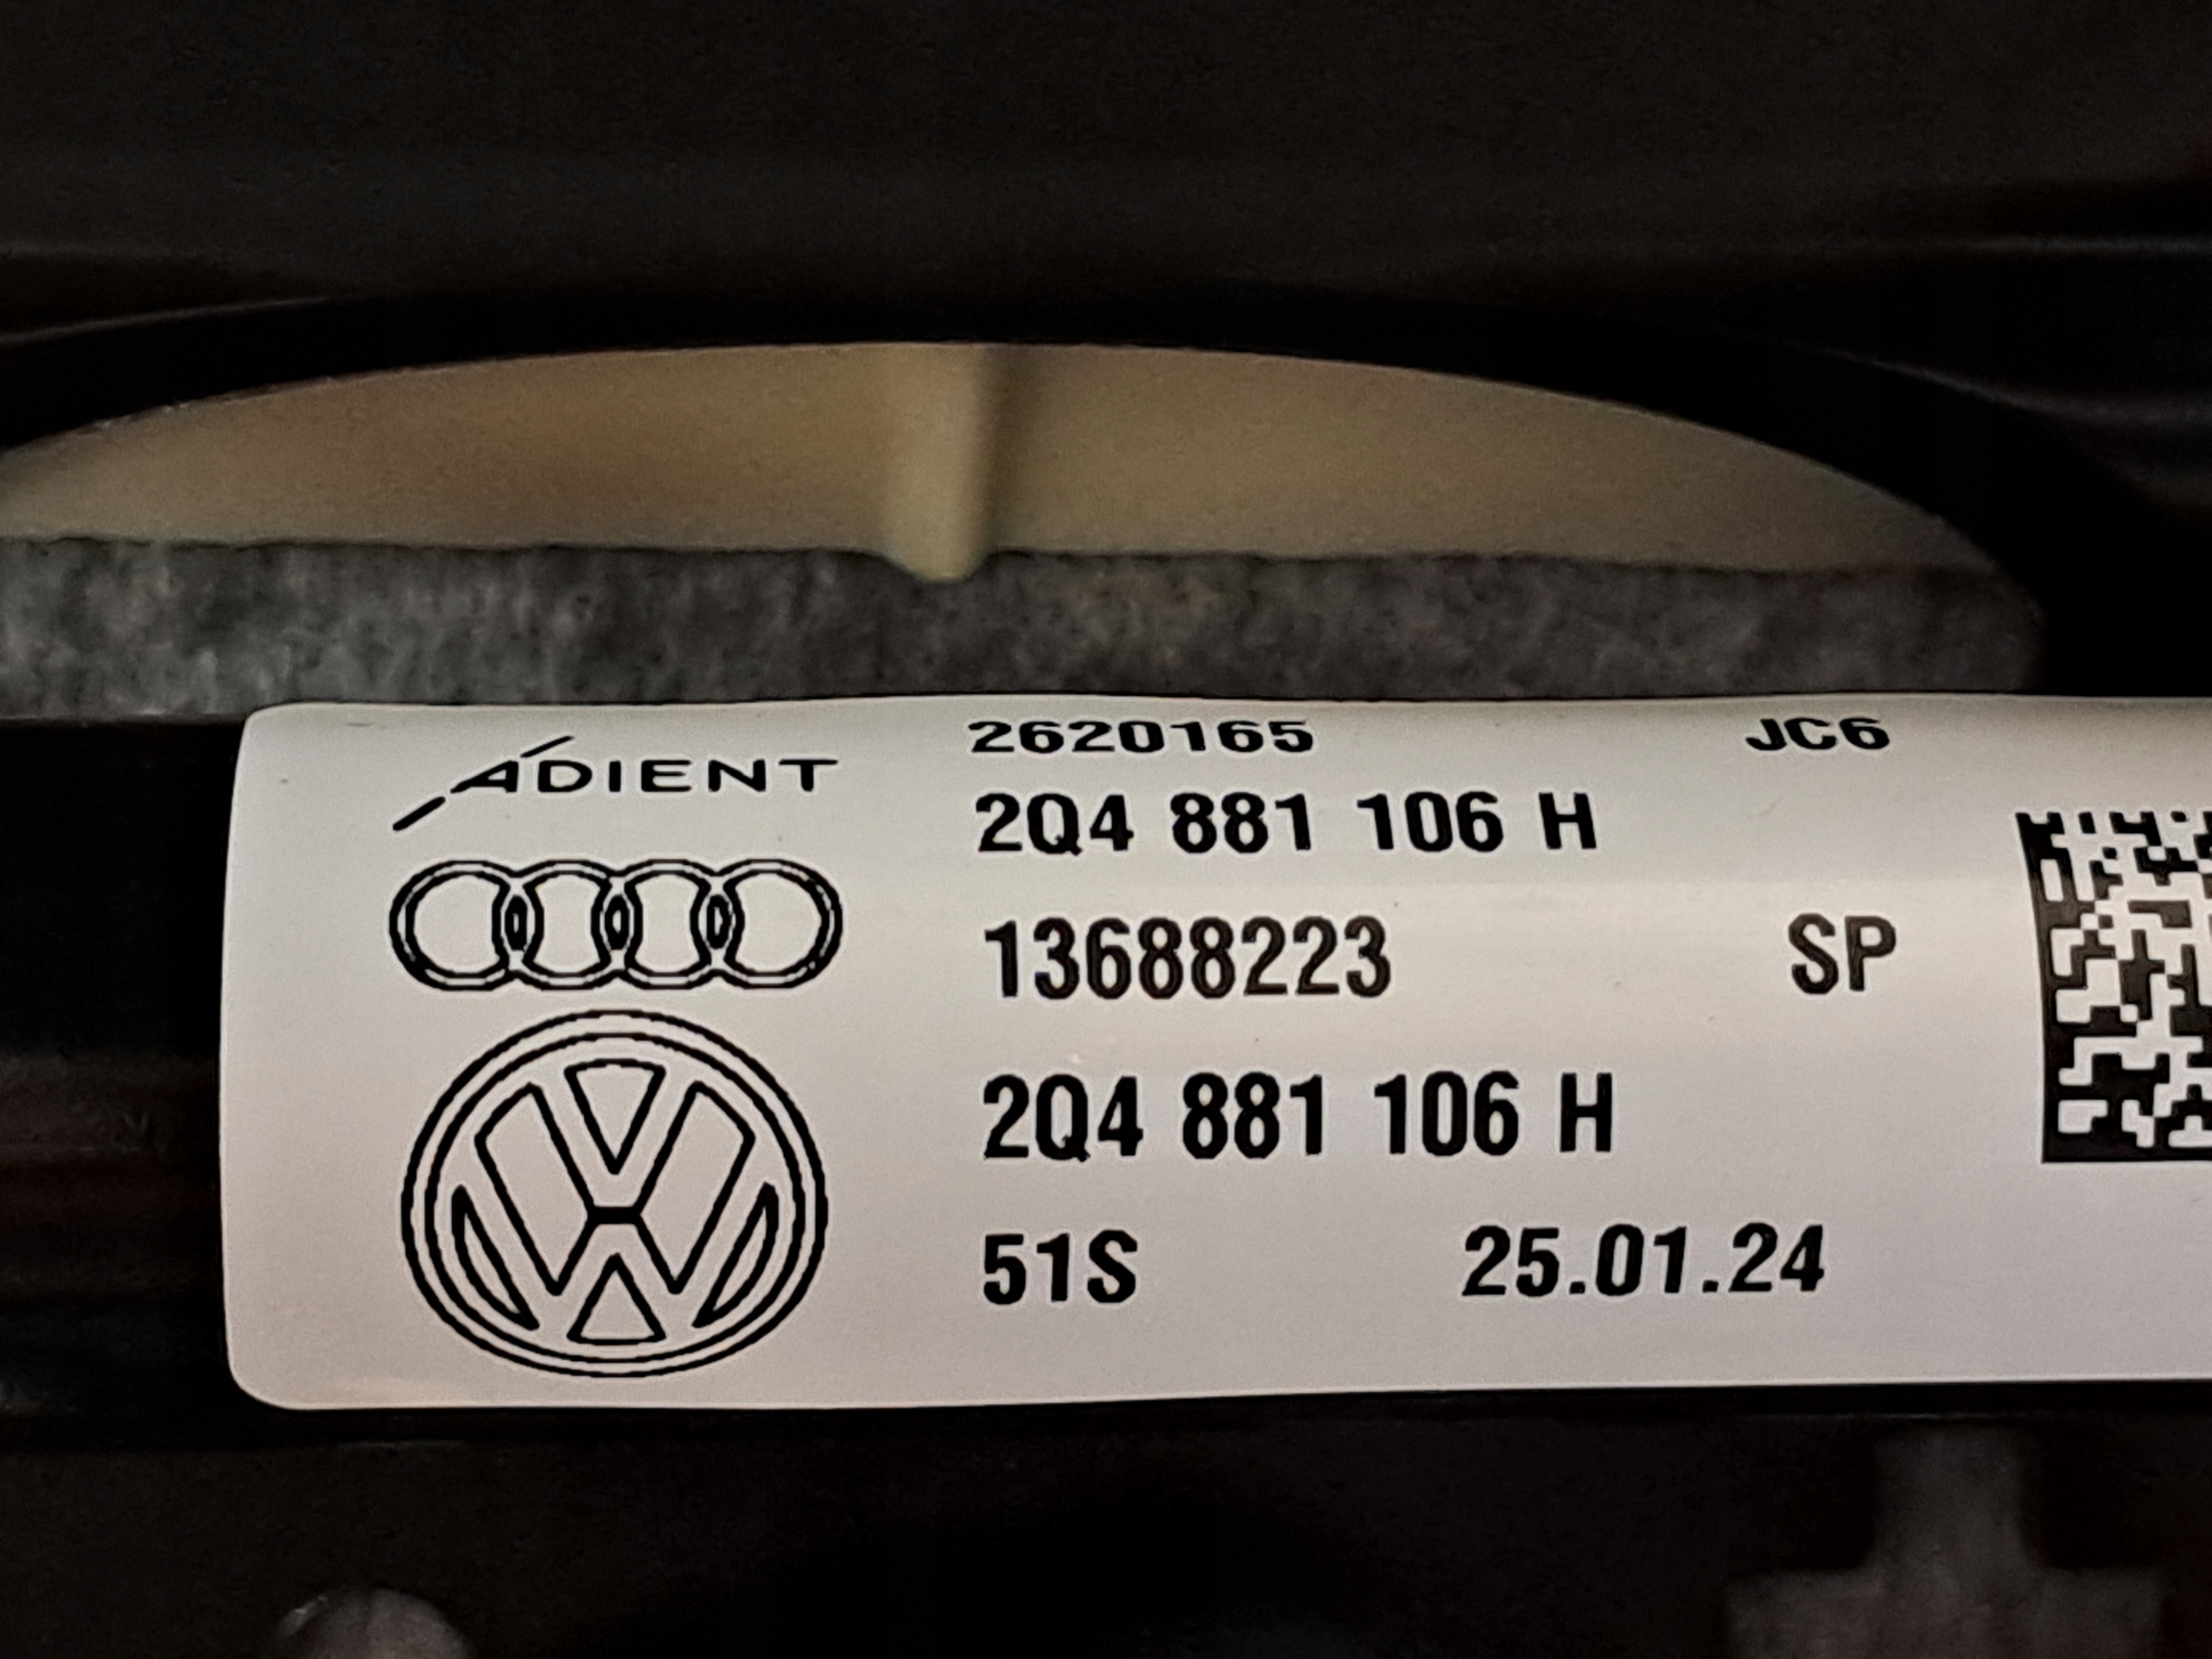 ADIENT
2620165 JC6
2Q4 881 106 H
13688223 SP
2Q4 881 106 H
51S 25.01.24